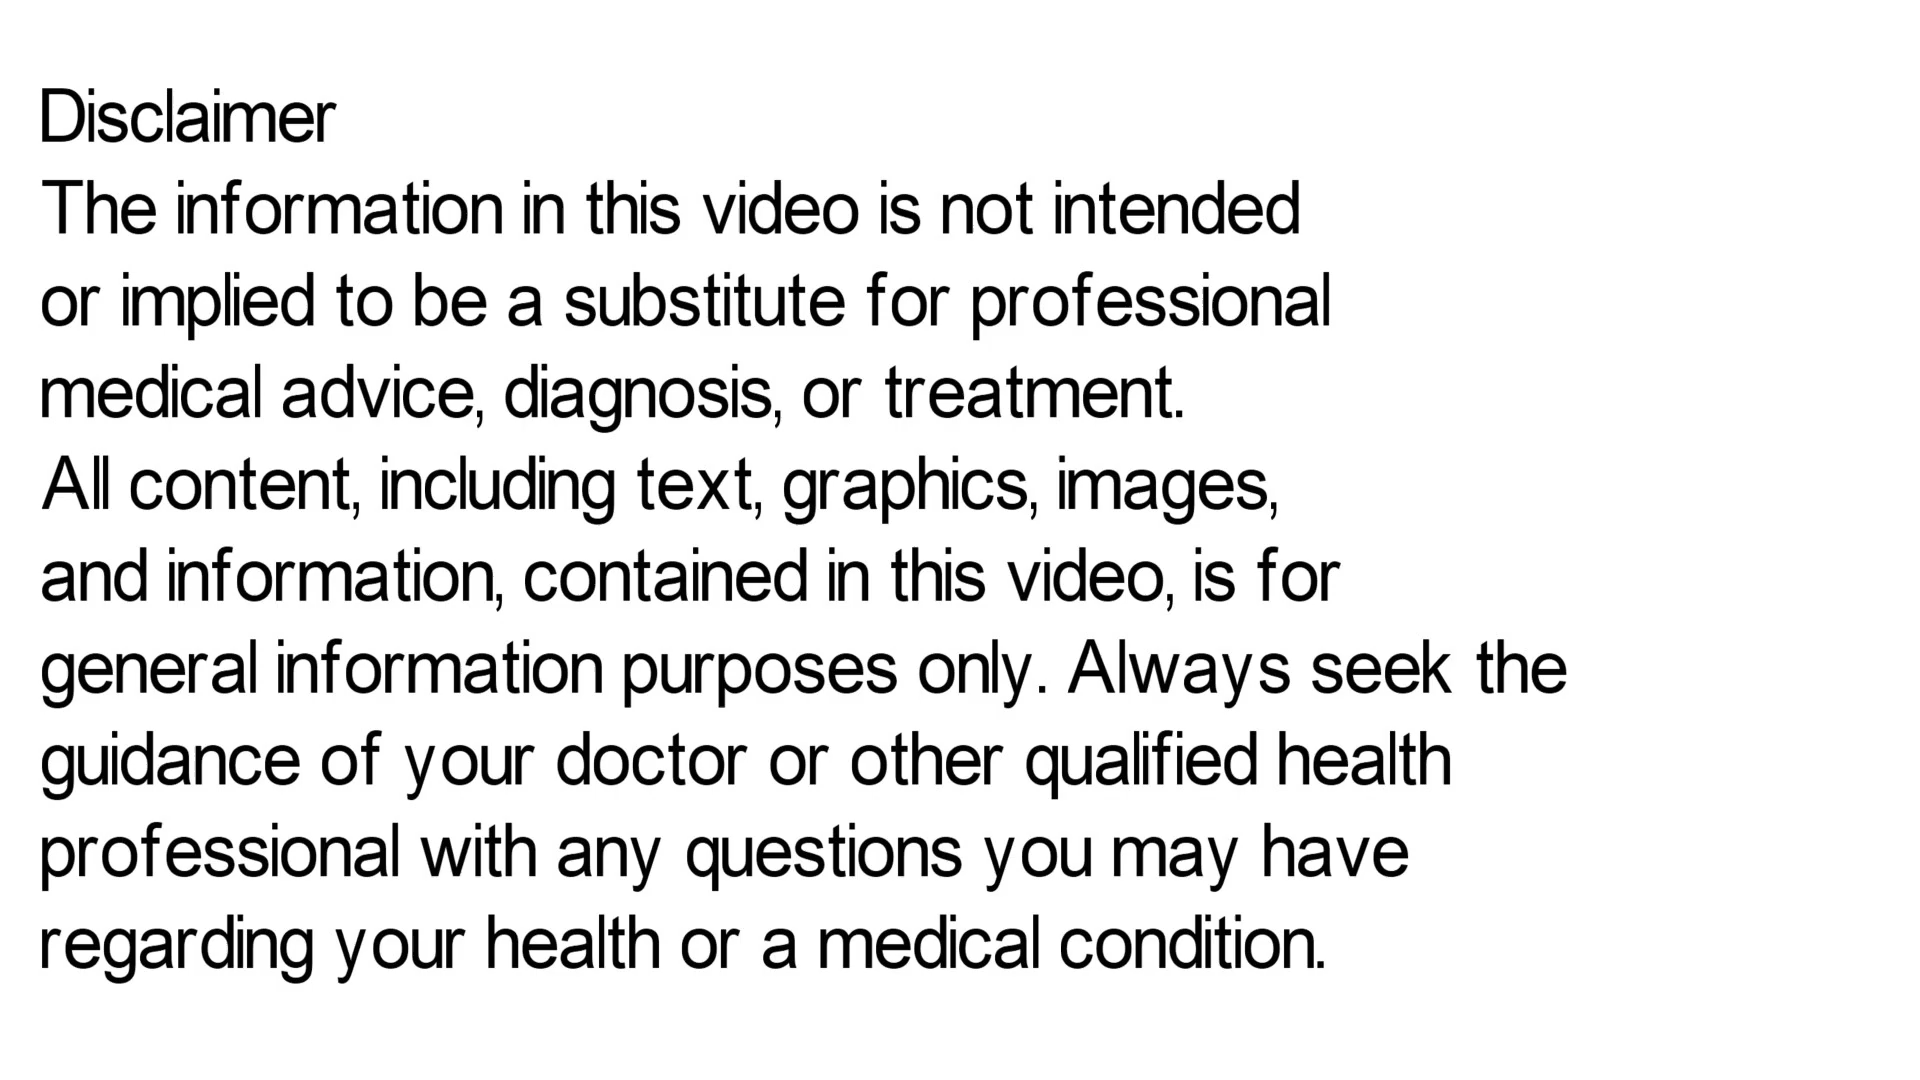 Disclaimer
The information in this video is not intended
or implied to be a substitute for professional
medical advice, diagnosis, or treatment.
All content, including text, graphics, images,
and information, contained in this video, is for
general information purposes only. Always seek the
guidance of your doctor or other qualified health
professional with any questions you may have
regarding your health or a medical condition.